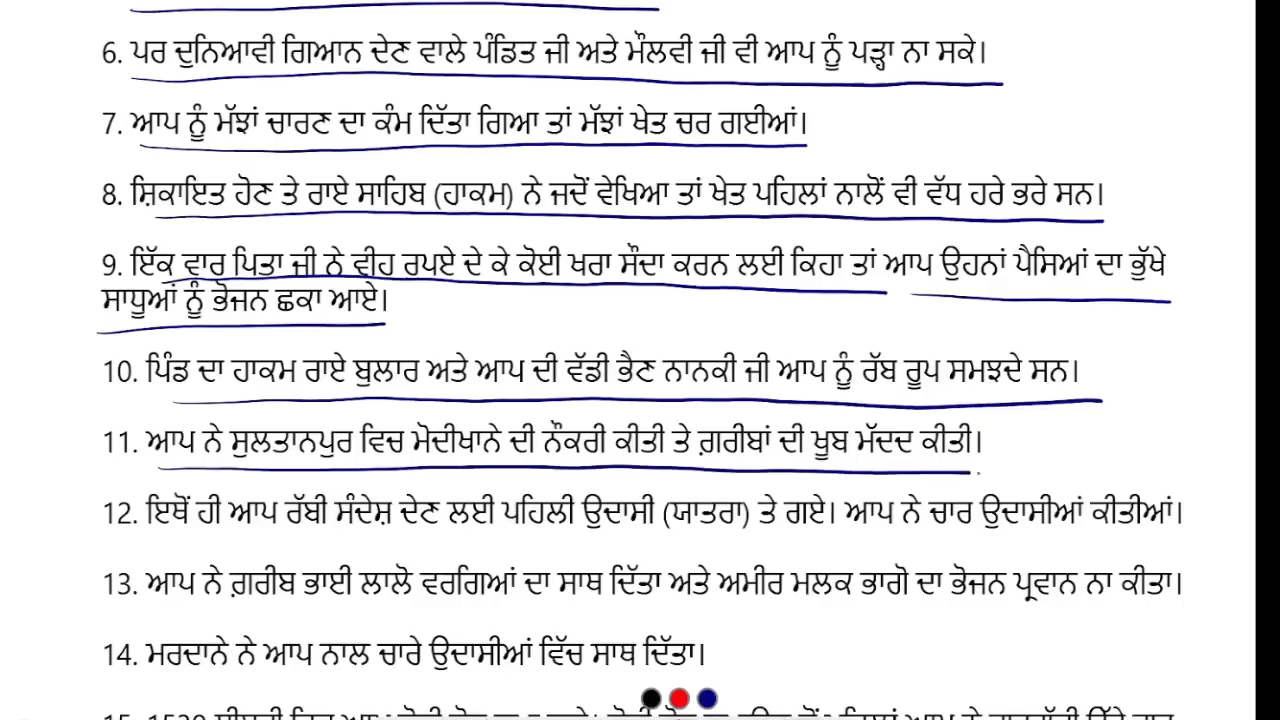 6. ਪਰ ਦੁਨਿਆਵੀ ਗਿਆਨ ਦੇਣ ਵਾਲੇ ਪੰਡਿਤ ਜੀ ਅਤੇ ਮੌਲਵੀ ਜੀ ਵੀ ਆਪ ਨੂੰ ਪੜ੍ਹਾ ਨਾ ਸਕੇ।
7. ਆਪ ਨੂੰ ਮੱਝਾਂ ਚਾਰਣ ਦਾ ਕੰਮ ਦਿੱਤਾ ਗਿਆ ਤਾਂ ਮੱਝਾਂ ਖੇਤ ਚਰ ਗਈਆਂ।
8. ਸ਼ਿਕਾਇਤ ਹੋਣ ਤੇ ਰਾਏ ਸਾਹਿਬ (ਹਾਕਮ) ਨੇ ਜਦੋਂ ਵੇਖਿਆ ਤਾਂ ਖੇਤ ਪਹਿਲਾਂ ਨਾਲੋਂ ਵੀ ਵੱਧ ਹਰੇ ਭਰੇ ਸਨ।
9. ਇੱਕ ਵਾਰ ਪਿਤਾ ਜੀ ਨੇ ਵੀਹ ਰਪਏ ਦੇ ਕੇ ਕੋਈ ਖਰਾ ਸੌਦਾ ਕਰਨ ਲਈ ਕਿਹਾ ਤਾਂ ਆਪ ਉਹਨਾਂ ਪੈਸਿਆਂ ਦਾ ਭੁੱਖੇ
ਸਾਧੂਆਂ ਨੂੰ ਭੋਜਨ ਛਕਾ ਆਏ।
10. ਪਿੰਡ ਦਾ ਹਾਕਮ ਰਾਏ ਬੁਲਾਰ ਅਤੇ ਆਪ ਦੀ ਵੱਡੀ ਭੈਣ ਨਾਨਕੀ ਜੀ ਆਪ ਨੂੰ ਰੱਬ ਰੂਪ ਸਮਝਦੇ ਸਨ।
11. ਆਪ ਨੇ ਸੁਲਤਾਨਪੁਰ ਵਿਚ ਮੋਦੀਖਾਨੇ ਦੀ ਨੌਕਰੀ ਕੀਤੀ ਤੇ ਗ਼ਰੀਬਾਂ ਦੀ ਖੂਬ ਮੱਦਦ ਕੀਤੀ।
12. ਇਥੋਂ ਹੀ ਆਪ ਰੱਬੀ ਸੰਦੇਸ਼ ਦੇਣ ਲਈ ਪਹਿਲੀ ਉਦਾਸੀ (ਯਾਤਰਾ) ਤੇ ਗਏ। ਆਪ ਨੇ ਚਾਰ ਉਦਾਸੀਆਂ ਕੀਤੀਆਂ।
13. ਆਪ ਨੇ ਗ਼ਰੀਬ ਭਾਈ ਲਾਲੋ ਵਰਗਿਆਂ ਦਾ ਸਾਥ ਦਿੱਤਾ ਅਤੇ ਅਮੀਰ ਮਲਕ ਭਾਗੋ ਦਾ ਭੋਜਨ ਪ੍ਰਵਾਨ ਨਾ ਕੀਤਾ।
14. ਮਰਦਾਨੇ ਨੇ ਆਪ ਨਾਲ ਚਾਰੇ ਉਦਾਸੀਆਂ ਵਿੱਚ ਸਾਥ ਦਿੱਤਾ।